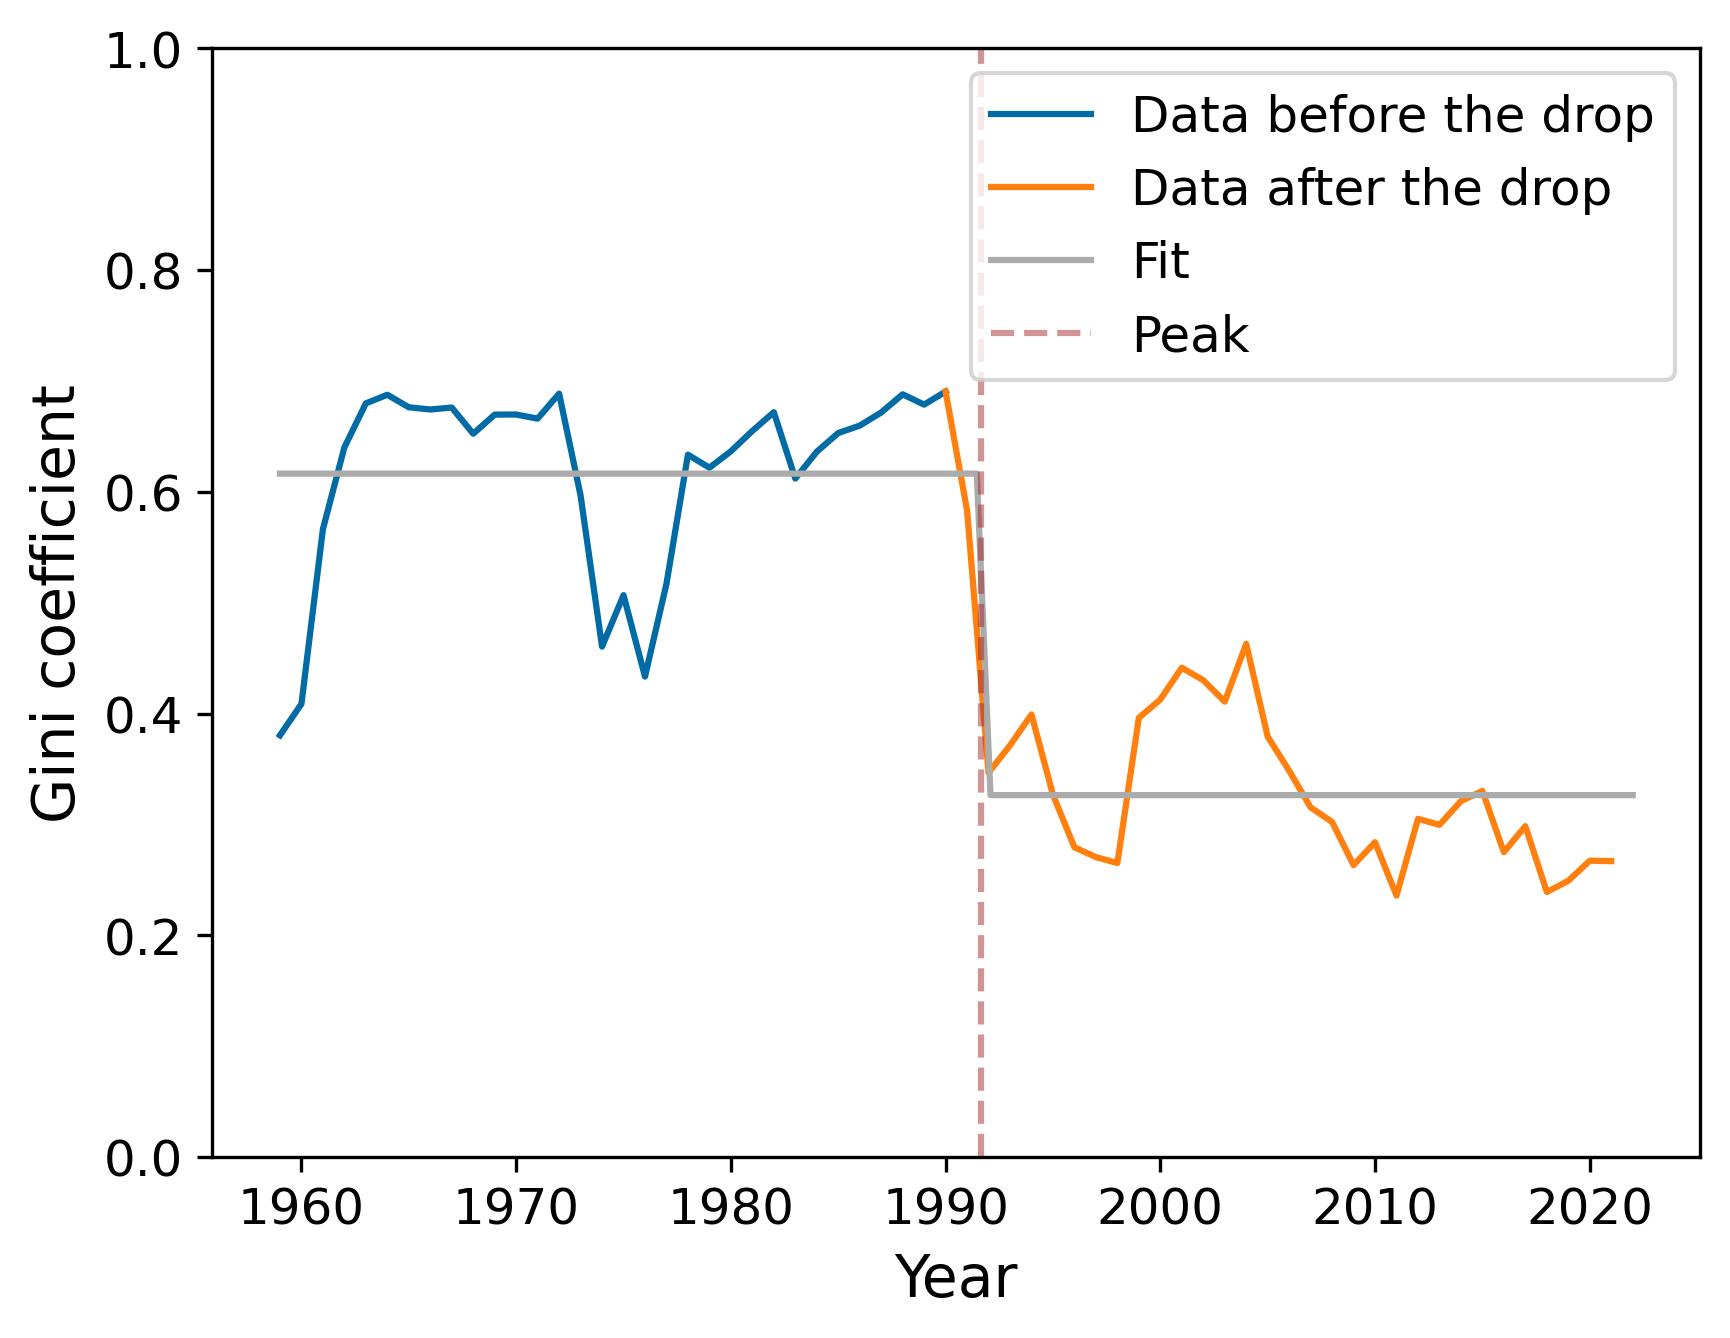 1.0
0.8
0.6
0.4
0.2
0.0
Gini coefficient
Data before the drop
Data after the drop
Fit
Peak
1960 1970 1980 1990 2000 2010 2020
Year